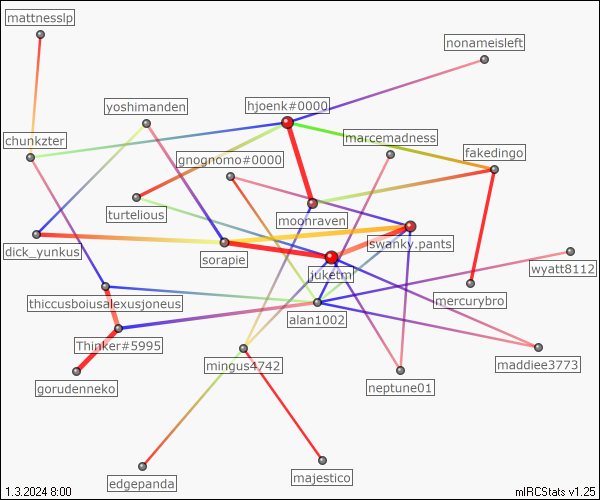 mattnesslp
nonameisleft
yoshimanden
hjoenk#0000
chunkzter
marcemadness
gnognomo#0000
fakedingo
turtelious
moonraven
dick_yunkus
sorapie
swanky.pants
juketm
wyatt8112
thiccusboiusalexusjoneus
mercurybro
alan1002
Thinker#5995
mingus4742
maddiee3773
gorudenneko
neptune01
edgepanda
majestico
1.3.2024 8:00
mIRCStats v1.25